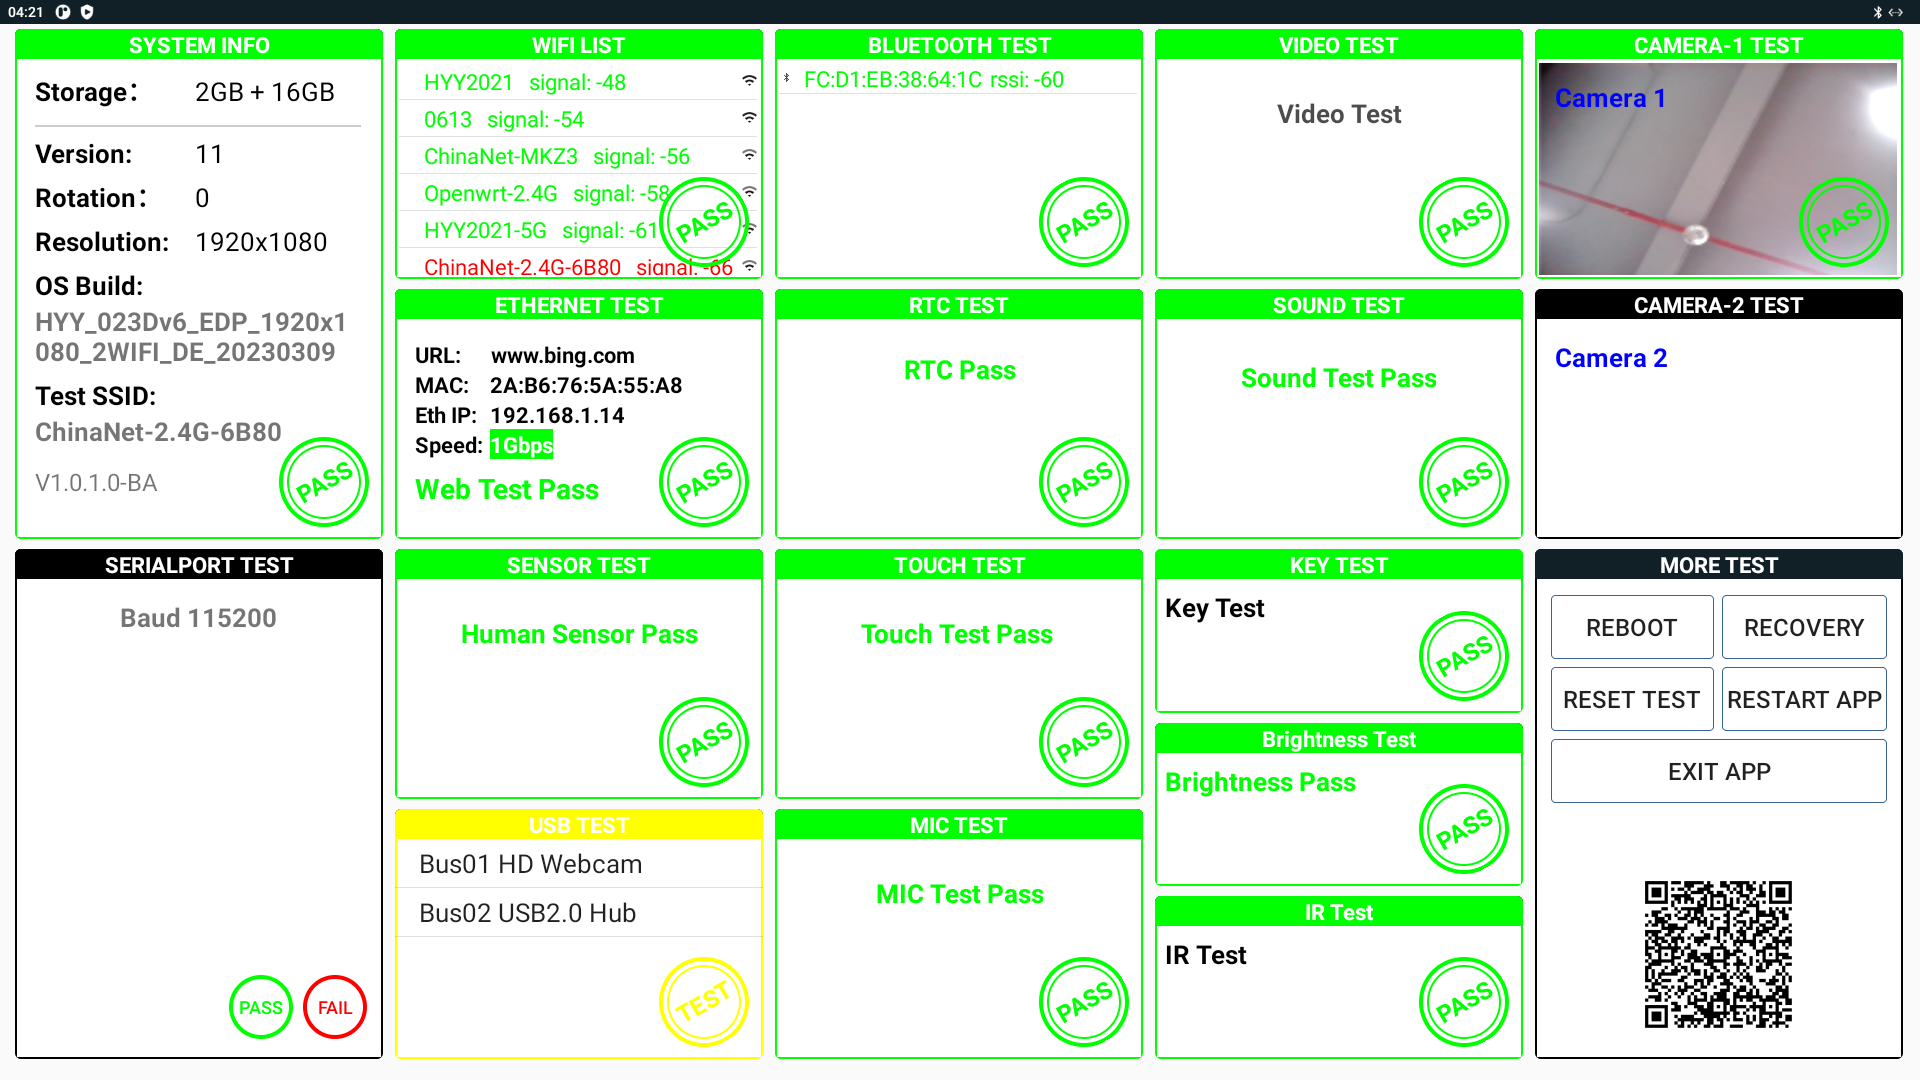 04:21
SYSTEM INFO
Storage： 2GB + 16GB
Version: 11
Rotation： 0
Resolution: 1920x1080
OS Build:
HYY_023Dv6_EDP_1920x1
080_2WIFI_DE_20230309
Test SSID:
ChinaNet-2.4G-6B80
V1.0.1.0-BA
PASS
WIFI LIST
HYY2021 signal: -48
0613 signal: -54
ChinaNet-MKZ3 signal: -56
Openwrt-2.4G signal: -58
HYY2021-5G signal: -61
ChinaNet-2.4G-6B80 signal: -66
PASS
BLUETOOTH TEST
FC:D1:EB:38:64:1C rssi: -60
PASS
VIDEO TEST
Video Test
PASS
CAMERA-1 TEST
Camera 1
PASS
ETHERNET TEST
URL: www.bing.com
MAC: 2A:B6:76:5A:55:A8
Eth IP: 192.168.1.14
Speed: 1Gbps
Web Test Pass
PASS
RTC TEST
RTC Pass
PASS
SOUND TEST
Sound Test Pass
PASS
CAMERA-2 TEST
Camera 2
SERIALPORT TEST
Baud 115200
PASS FAIL
SENSOR TEST
Human Sensor Pass
PASS
TOUCH TEST
Touch Test Pass
PASS
KEY TEST
Key Test
PASS
Brightness Test
Brightness Pass
PASS
USB TEST
Bus01 HD Webcam
Bus02 USB2.0 Hub
TEST
MIC TEST
MIC Test Pass
PASS
IR Test
IR Test
PASS
MORE TEST
REBOOT RECOVERY
RESET TEST RESTART APP
EXIT APP